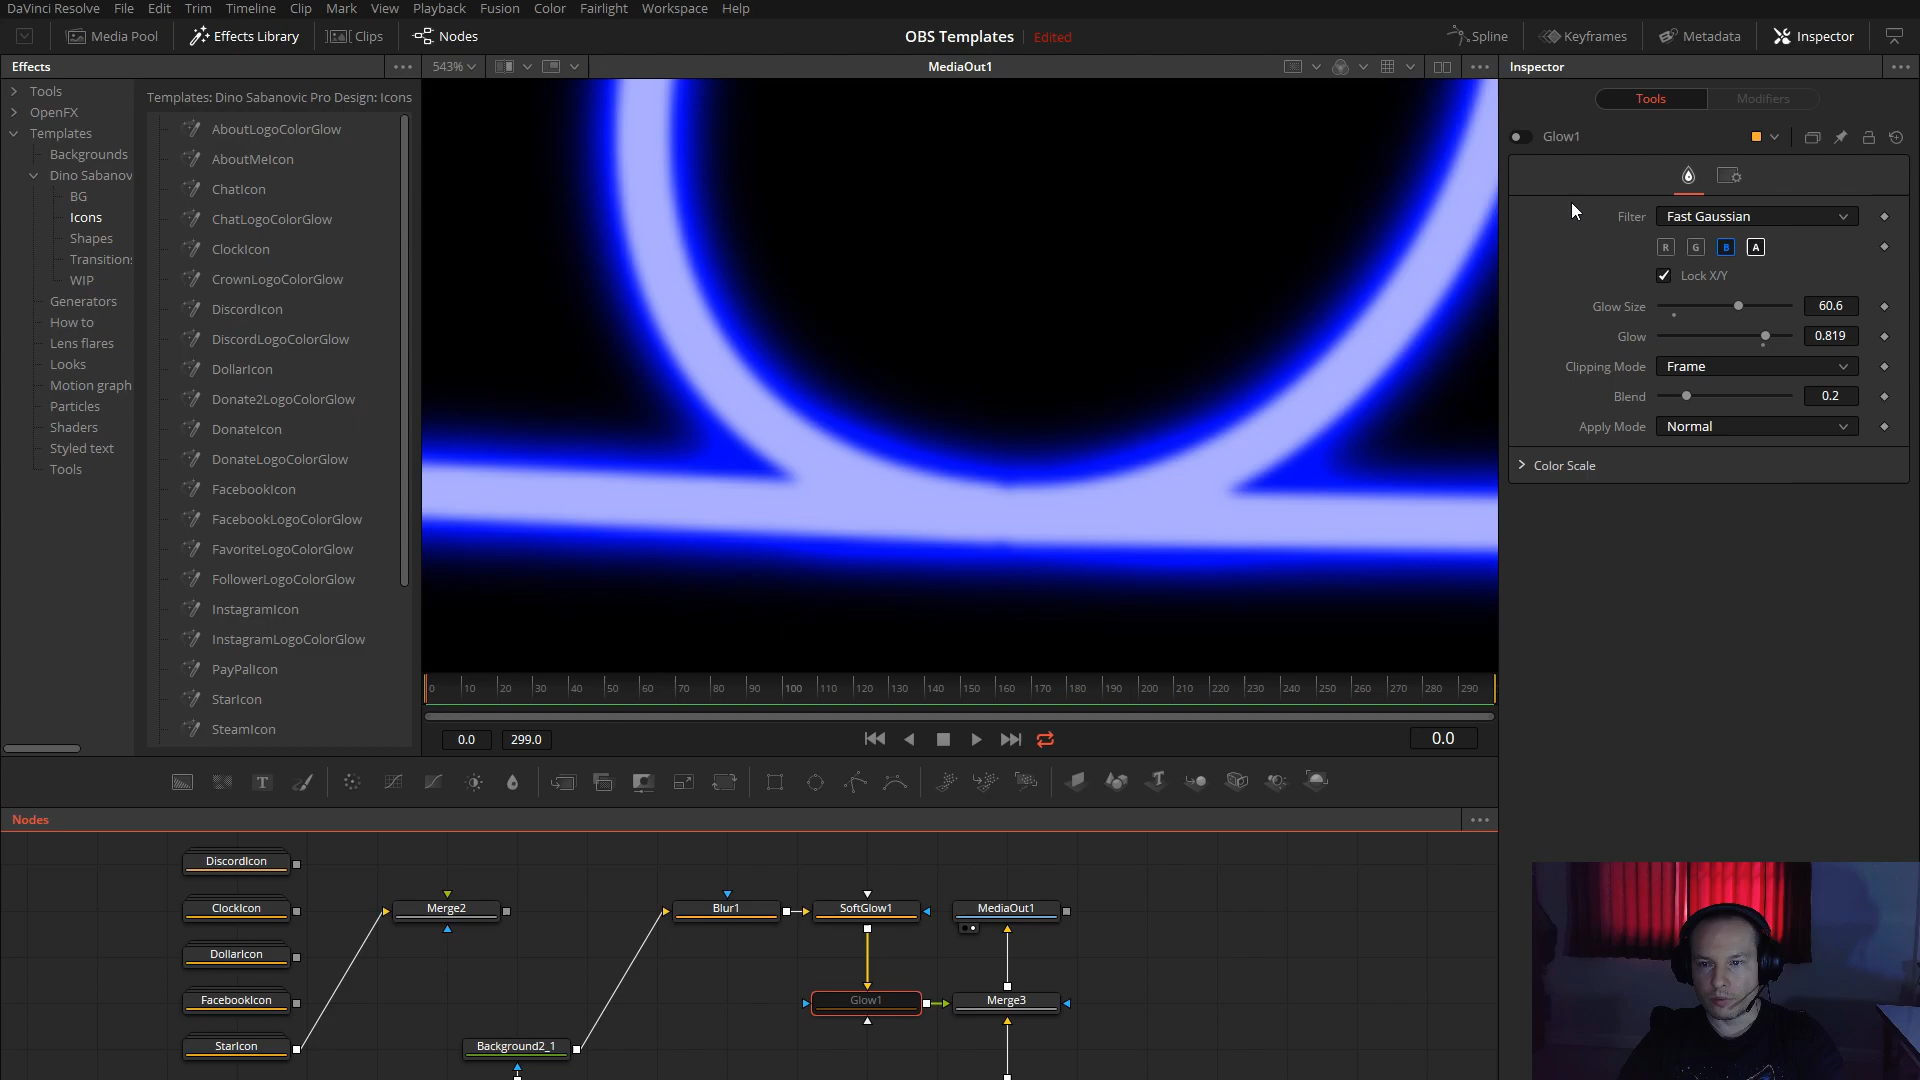 DaVinci Resolve File Edit Trim Timeline Clip Mark View Playback Fusion Color Fairlight Workspace Help
Media Pool Effects Library Clips Nodes OBS Templates Edited Spline Keyframes Metadata Inspector
Effects 543% MediaOut1 Inspector
Tools
OpenFX
Templates
Backgrounds
Dino Sabanov
BG
Icons
Shapes
Transitions
WIP
Generators
How to
Lens flares
Looks
Motion graph
Particles
Shaders
Styled text
Tools
Templates: Dino Sabanovic Pro Design: Icons
AboutLogoColorGlow
AboutMeIcon
ChatIcon
ChatLogoColorGlow
ClockIcon
CrownLogoColorGlow
DiscordIcon
DiscordLogoColorGlow
DollarIcon
Donate2LogoColorGlow
DonateIcon
DonateLogoColorGlow
FacebookIcon
FacebookLogoColorGlow
FavoriteLogoColorGlow
FollowerLogoColorGlow
InstagramIcon
InstagramLogoColorGlow
PayPalIcon
StarIcon
SteamIcon
0 10 20 30 40 50 60 70 80 90 100 110 120 130 140 150 160 170 180 190 200 210 220 230 240 250 260 270 280 290
0.0 299.0 0.0
Tools Modifiers
Glow1
Filter Fast Gaussian
R G B A
Lock X/Y
Glow Size 60.6
Glow 0.819
Clipping Mode Frame
Blend 0.2
Apply Mode Normal
Color Scale
T T
Nodes
DiscordIcon
ClockIcon Merge2 Blur1 SoftGlow1 MediaOut1
DollarIcon
FacebookIcon Glow1 Merge3
StarIcon Background2_1